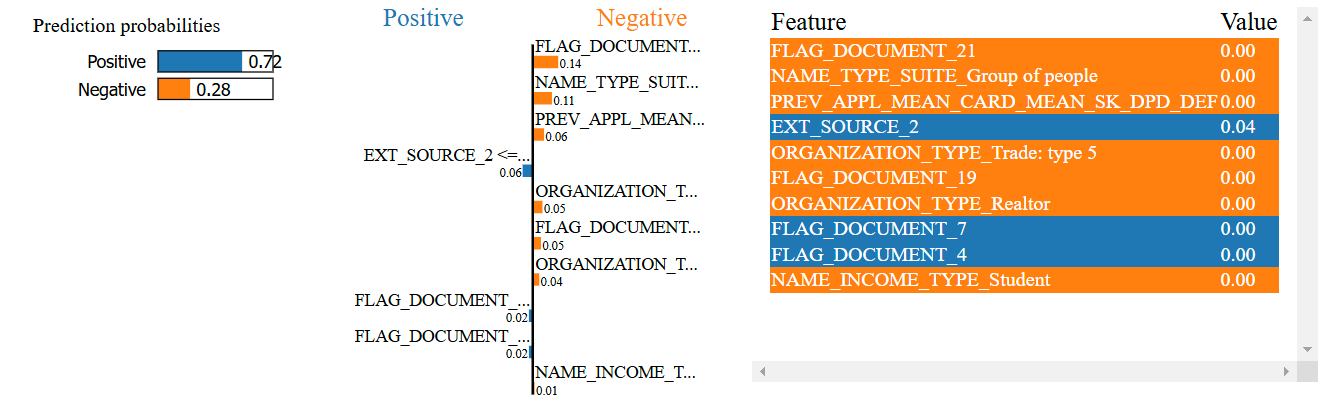 Prediction probabilities
Positive 0.72
Negative 0.28
Positive Negative
FLAG_DOCUMENT...
0.14
NAME_TYPE_SUIT...
0.11
PREV_APPL_MEAN...
0.06
EXT_SOURCE_2 <=...
0.06
ORGANIZATION_T...
0.05
FLAG_DOCUMENT...
0.05
ORGANIZATION_T...
0.04
FLAG_DOCUMENT_...
0.02
FLAG_DOCUMENT_...
0.02
NAME_INCOME_T...
0.01
Feature Value
FLAG_DOCUMENT_21 0.00
NAME_TYPE_SUITE_Group of people 0.00
PREV_APPL_MEAN_CARD_MEAN_SK_DPD_DEF 0.00
EXT_SOURCE_2 0.04
ORGANIZATION_TYPE_Trade: type 5 0.00
FLAG_DOCUMENT_19 0.00
ORGANIZATION_TYPE_Realtor 0.00
FLAG_DOCUMENT_7 0.00
FLAG_DOCUMENT_4 0.00
NAME_INCOME_TYPE_Student 0.00